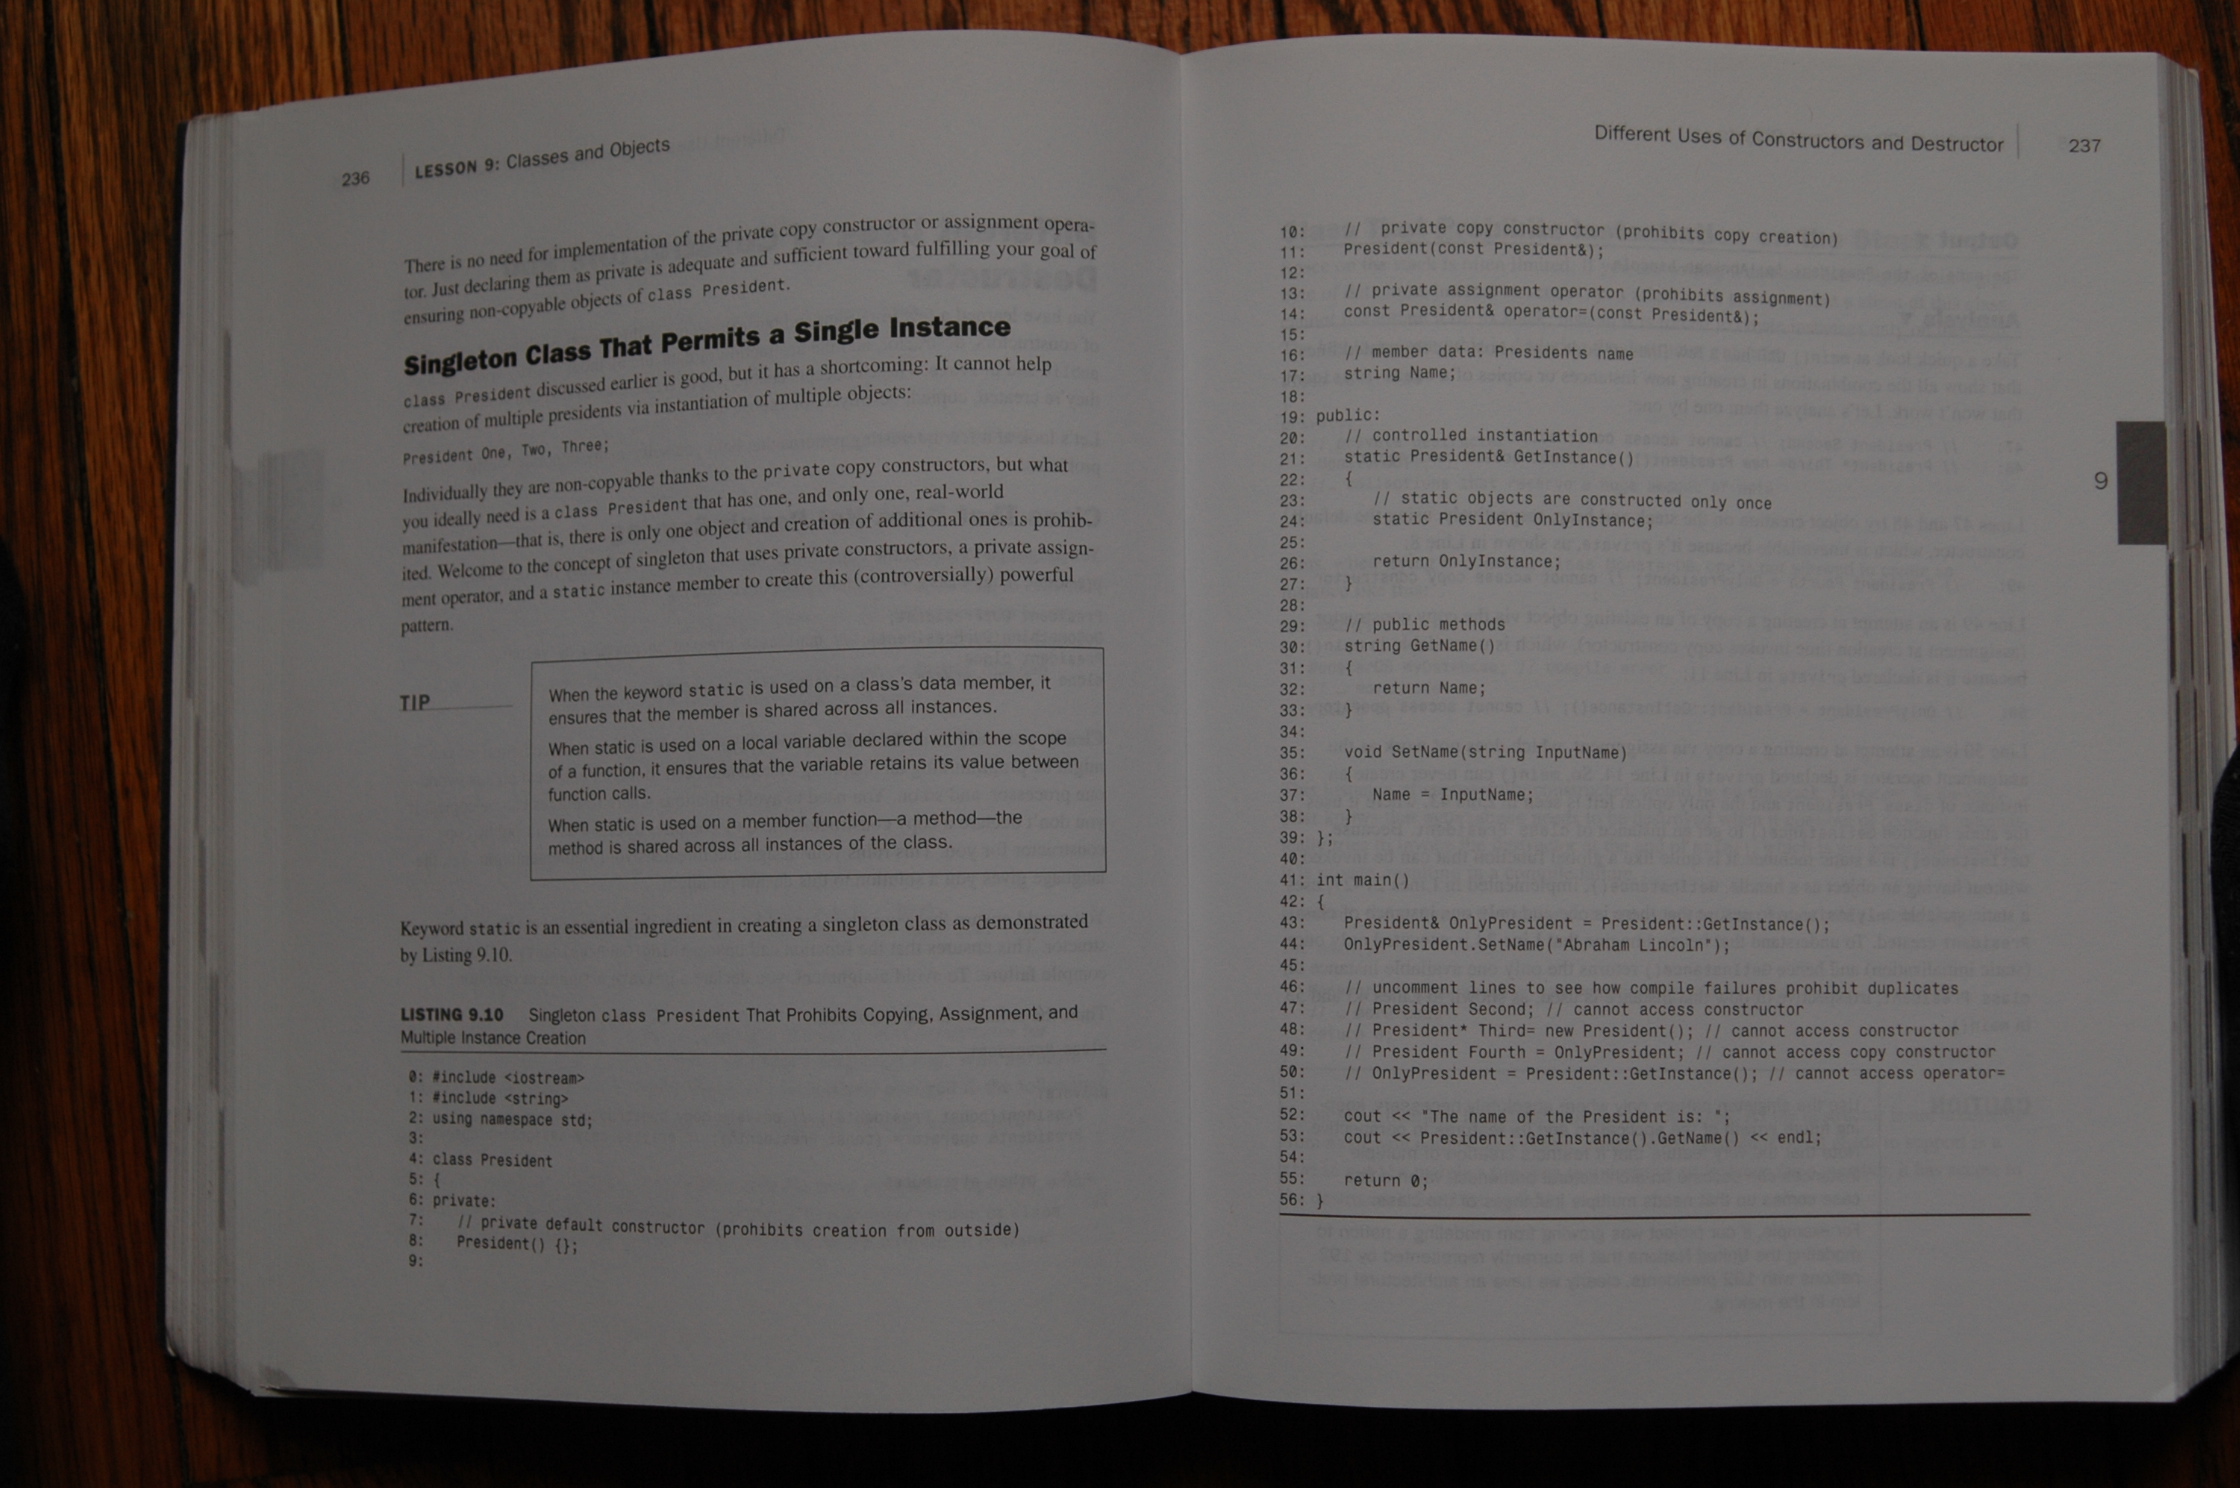 236 LESSON 9: Classes and Objects
There is no need for implementation of the private copy constructor or assignment opera-
tor. Just declaring them as private is adequate and sufficient toward fulfilling your goal of
ensuring non-copyable objects of class President.
Singleton Class That Permits a Single Instance
class President discussed earlier is good, but it has a shortcoming: It cannot help
creation of multiple presidents via instantiation of multiple objects:
President One, Two, Three;
Individually they are non-copyable thanks to the private copy constructors, but what
you ideally need is a class President that has one, and only one, real-world
manifestation—that is, there is only one object and creation of additional ones is prohib-
ited. Welcome to the concept of singleton that uses private constructors, a private assign-
ment operator, and a static instance member to create this (controversially) powerful
pattern.
TIP
When the keyword static is used on a class's data member, it
ensures that the member is shared across all instances.
When static is used on a local variable declared within the scope
of a function, it ensures that the variable retains its value between
function calls.
When static is used on a member function—a method—the
method is shared across all instances of the class.
Keyword static is an essential ingredient in creating a singleton class as demonstrated
by Listing 9.10.
LISTING 9.10 Singleton class President That Prohibits Copying, Assignment, and
Multiple Instance Creation
0: #include <iostream>
1: #include <string>
2: using namespace std;
3:
4: class President
5: {
6: private:
7: // private default constructor (prohibits creation from outside)
8: President() {};
9:
Different Uses of Constructors and Destructor 237
9
10: // private copy constructor (prohibits copy creation)
11: President(const President&);
12:
13: // private assignment operator (prohibits assignment)
14: const President& operator=(const President&);
15:
16: // member data: Presidents name
17: string Name;
18:
19: public:
20: // controlled instantiation
21: static President& GetInstance()
22: {
23: // static objects are constructed only once
24: static President OnlyInstance;
25:
26: return OnlyInstance;
27: }
28:
29: // public methods
30: string GetName()
31: {
32: return Name;
33: }
34:
35: void SetName(string InputName)
36: {
37: Name = InputName;
38: }
39: };
40:
41: int main()
42: {
43: President& OnlyPresident = President::GetInstance();
44: OnlyPresident.SetName("Abraham Lincoln");
45:
46: // uncomment lines to see how compile failures prohibit duplicates
47: // President Second; // cannot access constructor
48: // President* Third= new President(); // cannot access constructor
49: // President Fourth = OnlyPresident; // cannot access copy constructor
50: // OnlyPresident = President::GetInstance(); // cannot access operator=
51:
52: cout << "The name of the President is: ";
53: cout << President::GetInstance().GetName() << endl;
54:
55: return 0;
56: }